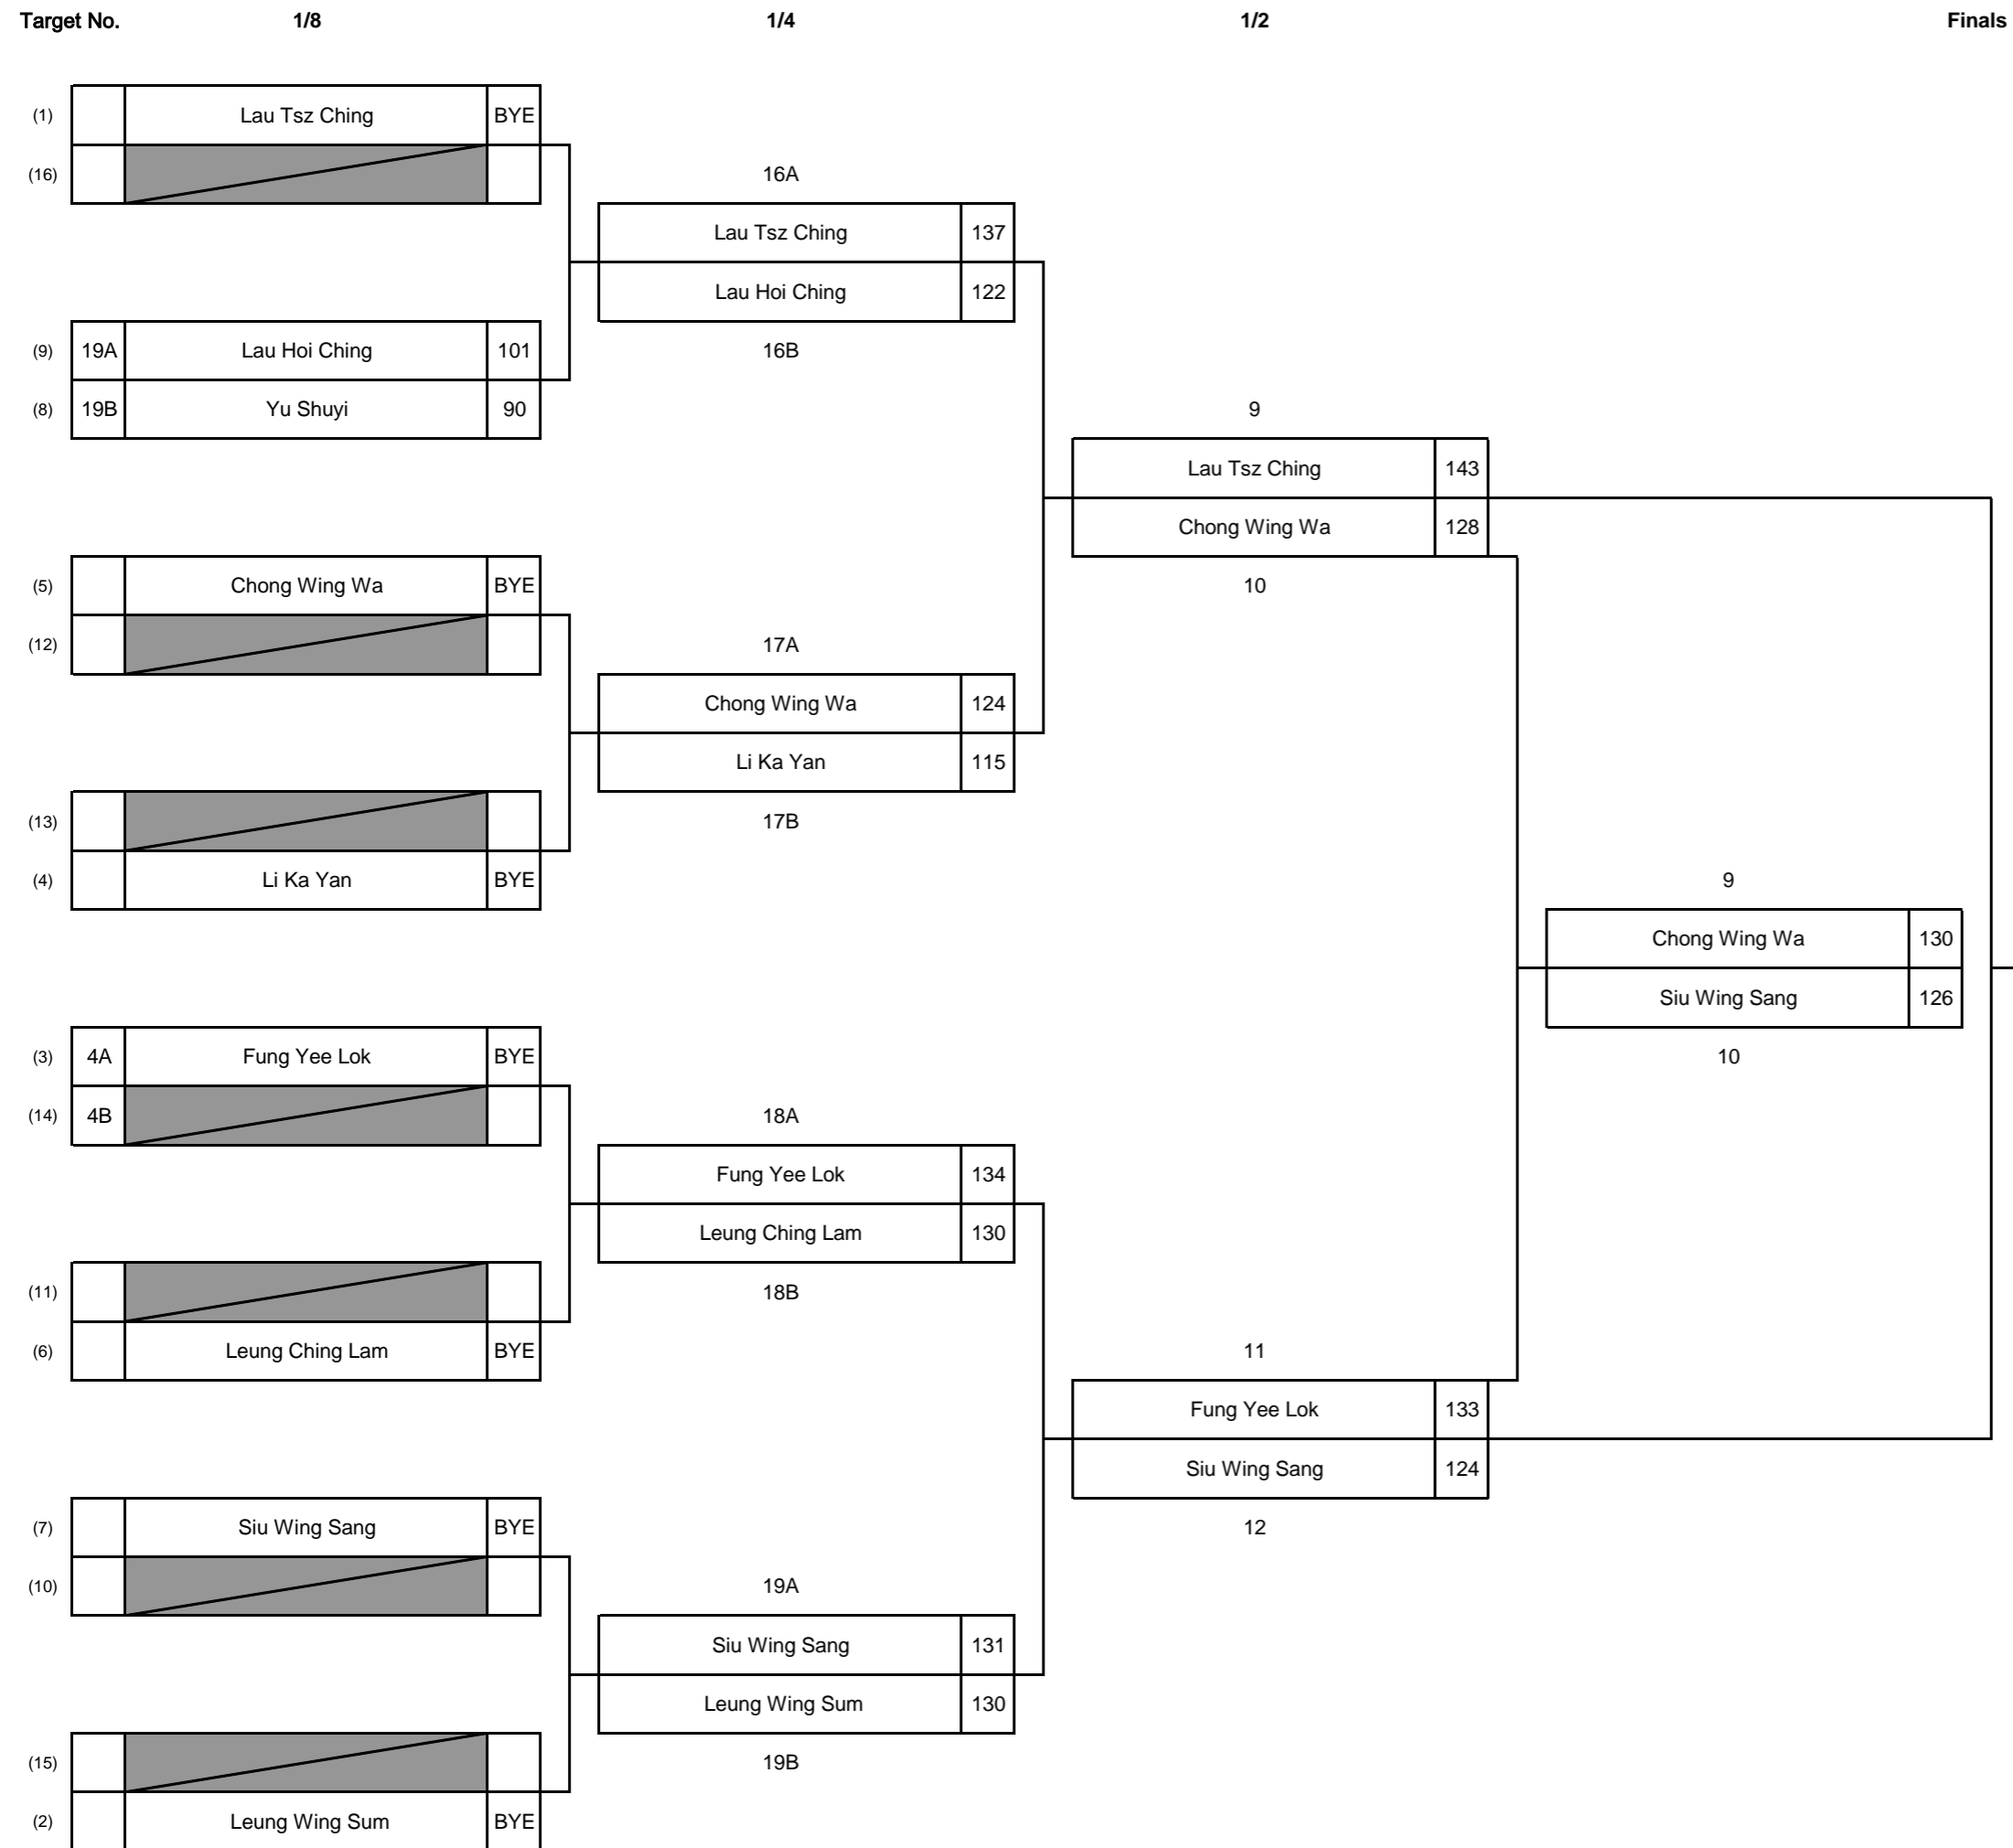 Target No. 1/8 1/4 1/2 Finals
(1) Lau Tsz Ching BYE
(16) 16A
Lau Tsz Ching 137
Lau Hoi Ching 122
(9) 19A Lau Hoi Ching 101 16B
(8) 19B Yu Shuyi 90 9
Lau Tsz Ching 143
Chong Wing Wa 128
(5) Chong Wing Wa BYE 10
(12) 17A
Chong Wing Wa 124
Li Ka Yan 115
(13) 17B
(4) Li Ka Yan BYE 9
Chong Wing Wa 130
Siu Wing Sang 126
(3) 4A Fung Yee Lok BYE 10
(14) 4B 18A
Fung Yee Lok 134
Leung Ching Lam 130
(11) 18B
(6) Leung Ching Lam BYE 11
Fung Yee Lok 133
Siu Wing Sang 124
(7) Siu Wing Sang BYE 12
(10) 19A
Siu Wing Sang 131
Leung Wing Sum 130
(15) 19B
(2) Leung Wing Sum BYE